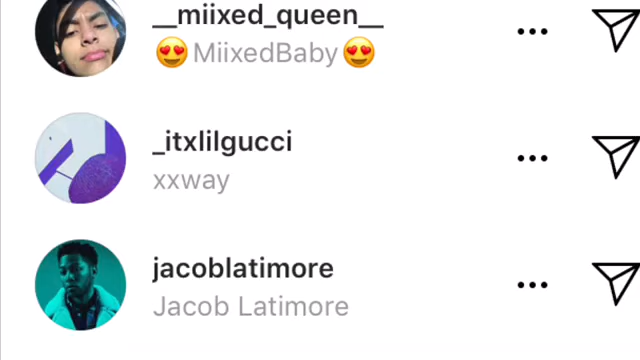 __miixed_queen__
😍MiixedBaby😍
_itxlilgucci
xxway
jacoblatimore
Jacob Latimore